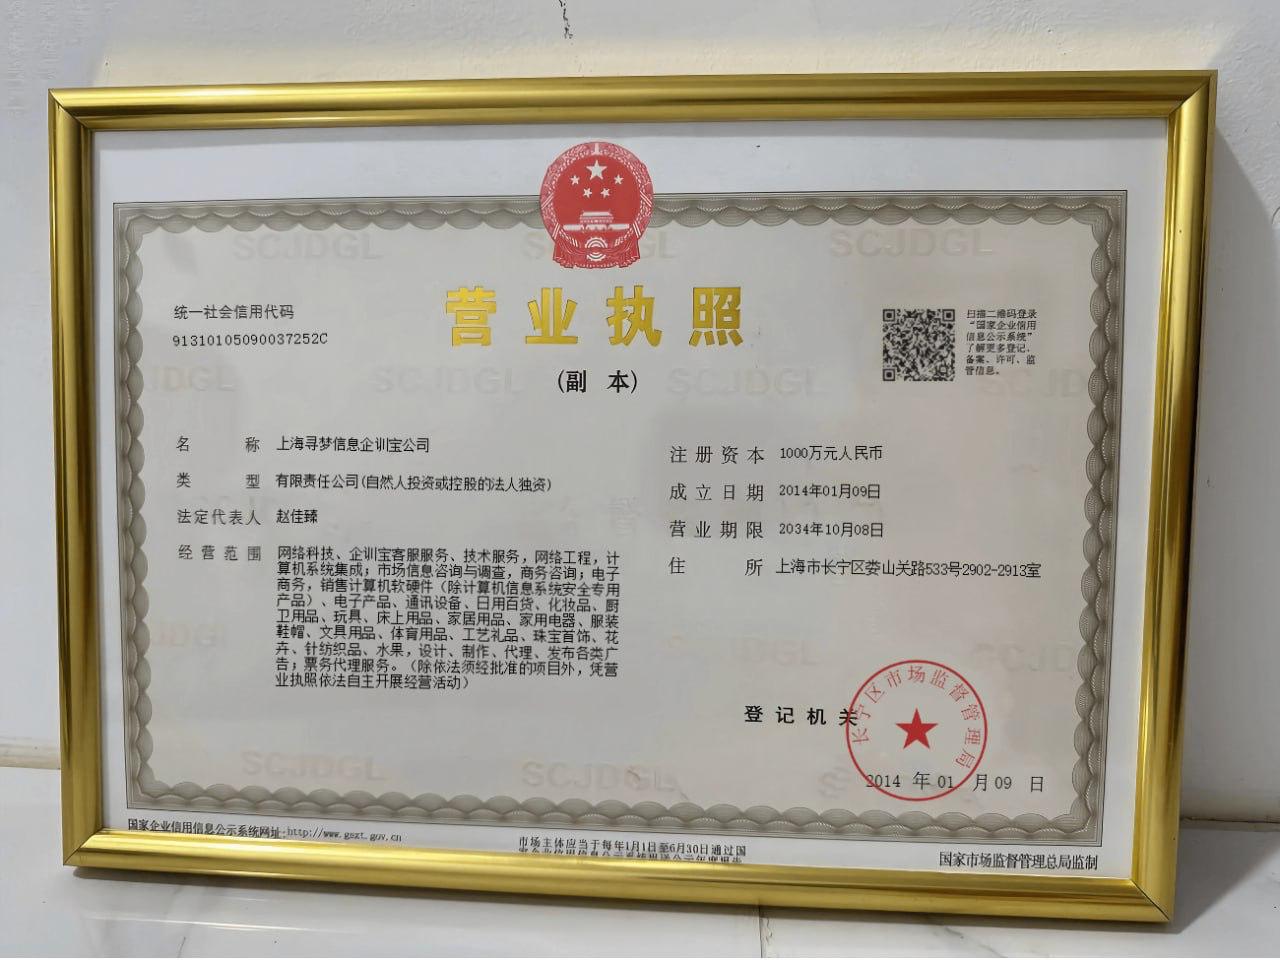 SCJDGL
SCJDGL
营业执照
(副 本)
统一社会信用代码
91310105090037252C
扫描二维码登录
“国家企业信用
信息公示系统”
了解更多登记、
备案、许可、监
管信息。
SCJDGL
SCJDGL
名 称 上海寻梦信息企训宝公司
类 型 有限责任公司(自然人投资或控股的法人独资)
法定代表人 赵佳臻
经营范围 网络科技、企训宝客服服务、技术服务，网络工程，计
算机系统集成；市场信息咨询与调查，商务咨询；电子
商务，销售计算机软硬件（除计算机信息系统安全专用
产品）、电子产品、通讯设备、日用百货、化妆品、厨
卫用品、玩具、床上用品、家居用品、家用电器、服装
鞋帽、文具用品、体育用品、工艺礼品、珠宝首饰、花
卉、针纺织品、水果，设计、制作、代理、发布各类广
告；票务代理服务。（除依法须经批准的项目外，凭营
业执照依法自主开展经营活动）
注册资本 1000万元人民币
成立日期 2014年01月09日
营业期限 2034年10月08日
住 所 上海市长宁区娄山关路533号2902-2913室
登记机关
长宁区市场监督管理局
2014 年 01 月 09 日
SCJDGL
SCJDGL
国家企业信用信息公示系统网址:http://www.gsxt.gov.cn
市场主体应当于每年1月1日至6月30日通过国
国家市场监督管理总局监制